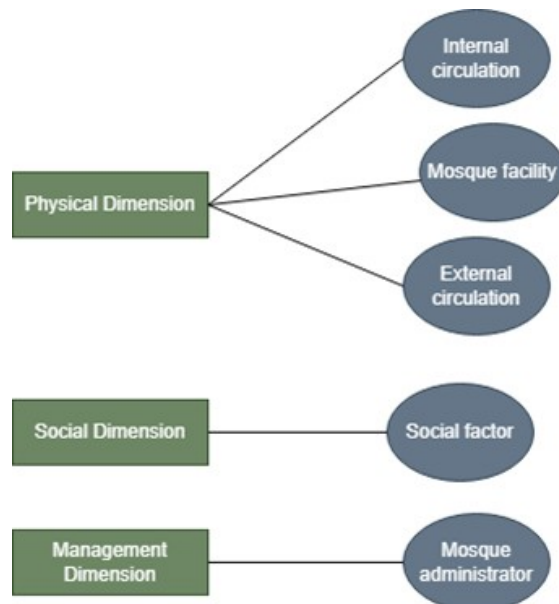 Internal
circulation
Mosque facility
Physical Dimension
External
circulation
Social Dimension
Social factor
Management
Dimension
Mosque
administrator